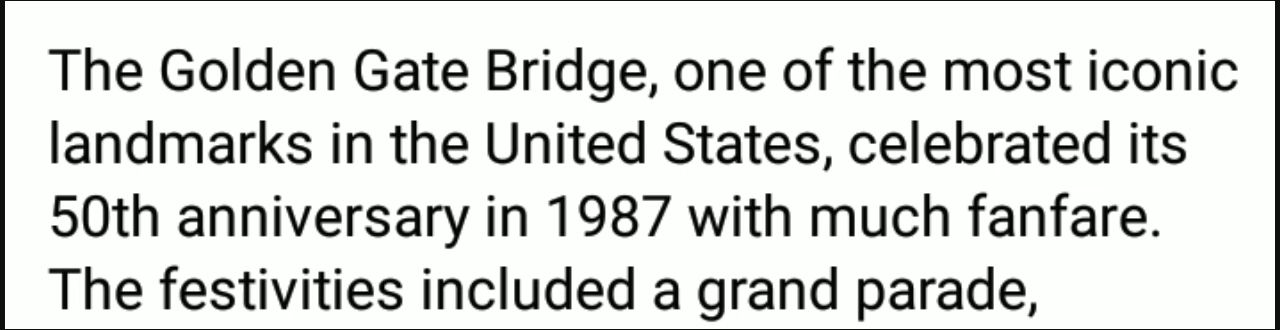 The Golden Gate Bridge, one of the most iconic
landmarks in the United States, celebrated its
50th anniversary in 1987 with much fanfare.
The festivities included a grand parade,